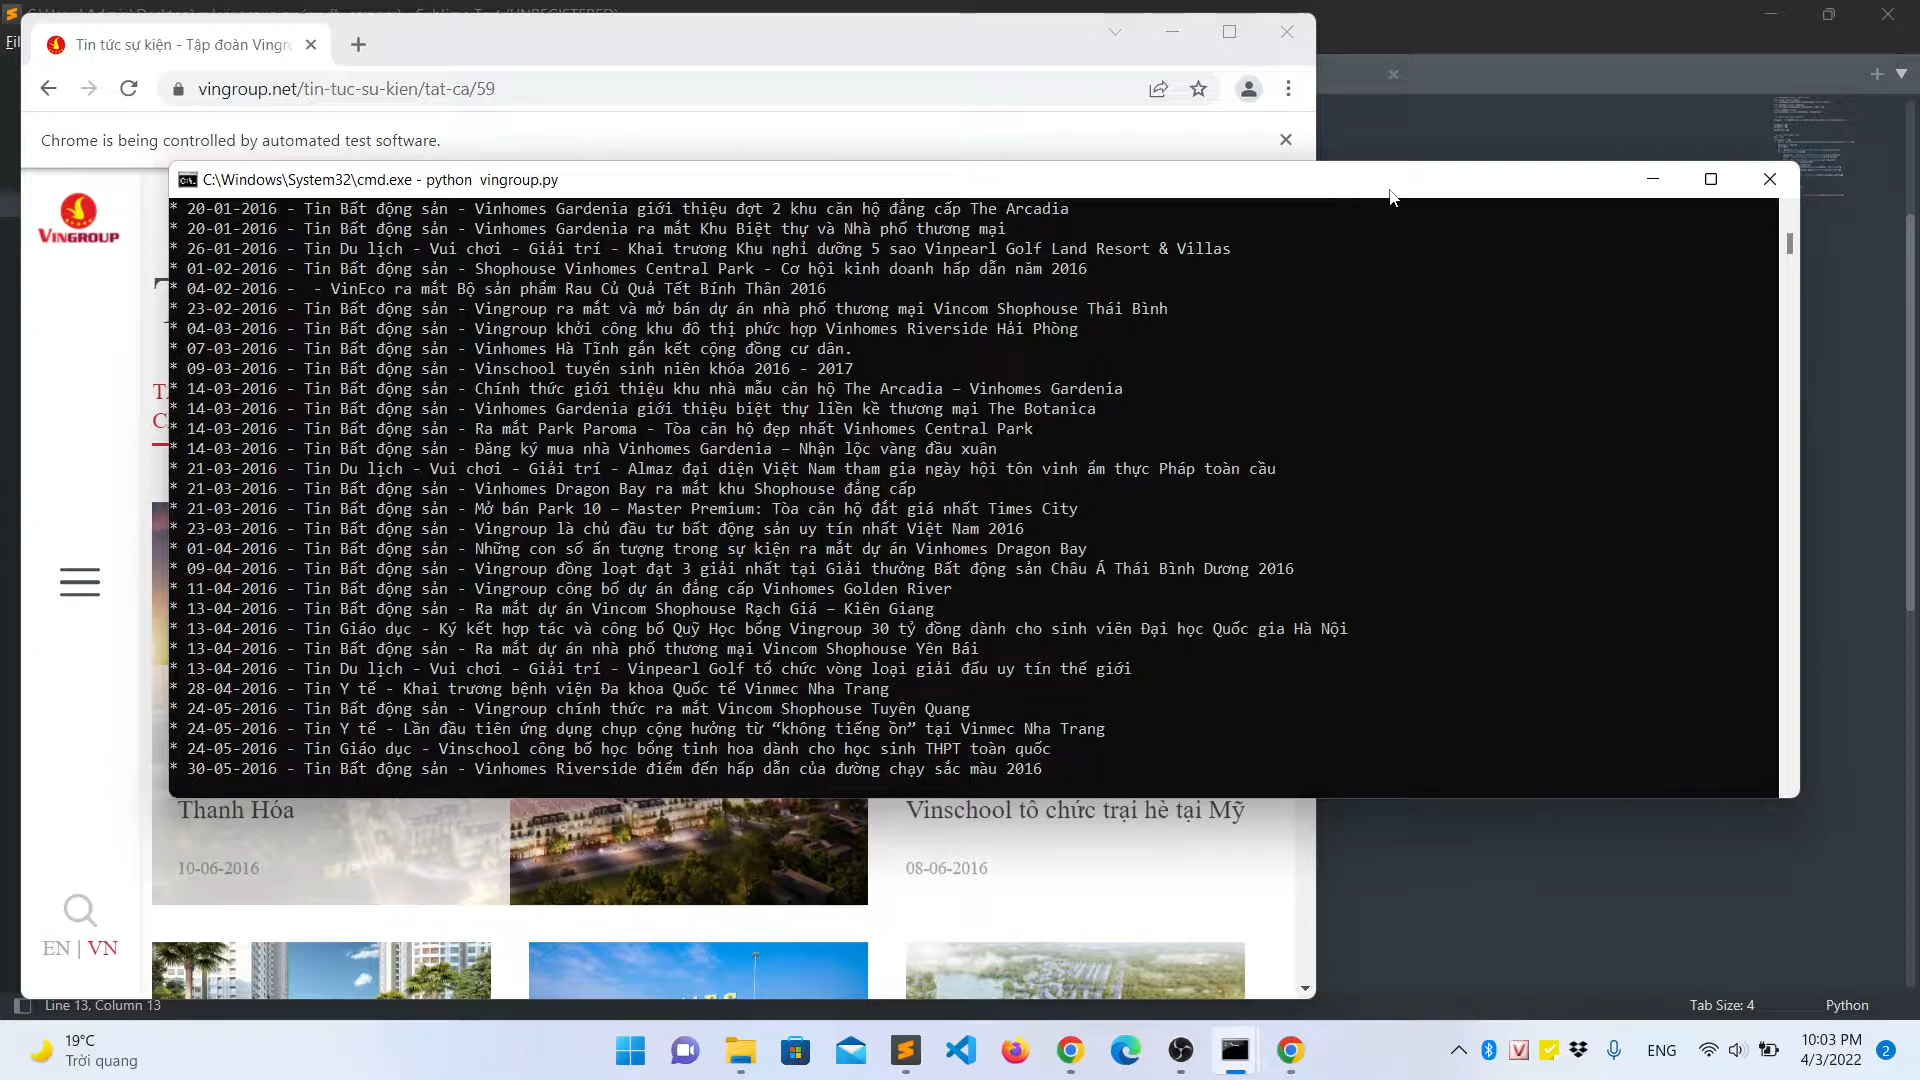 Tin tức sự kiện - Tập đoàn Vingr
vingroup.net/tin-tuc-su-kien/tat-ca/59
Chrome is being controlled by automated test software.
C:\Windows\System32\cmd.exe - python  vingroup.py
VINGROUP
* 20-01-2016 - Tin Bất động sản - Vinhomes Gardenia giới thiệu đợt 2 khu căn hộ đẳng cấp The Arcadia
* 20-01-2016 - Tin Bất động sản - Vinhomes Gardenia ra mắt Khu Biệt thự và Nhà phố thương mại
* 26-01-2016 - Tin Du lịch - Vui chơi - Giải trí - Khai trương Khu nghỉ dưỡng 5 sao Vinpearl Golf Land Resort & Villas
* 01-02-2016 - Tin Bất động sản - Shophouse Vinhomes Central Park - Cơ hội kinh doanh hấp dẫn năm 2016
* 04-02-2016 -  - VinEco ra mắt Bộ sản phẩm Rau Củ Quả Tết Bính Thân 2016
* 23-02-2016 - Tin Bất động sản - Vingroup ra mắt và mở bán dự án nhà phố thương mại Vincom Shophouse Thái Bình
* 04-03-2016 - Tin Bất động sản - Vingroup khởi công khu đô thị phức hợp Vinhomes Riverside Hải Phòng
* 07-03-2016 - Tin Bất động sản - Vinhomes Hà Tĩnh gắn kết cộng đồng cư dân.
* 09-03-2016 - Tin Bất động sản - Vinschool tuyển sinh niên khóa 2016 - 2017
* 14-03-2016 - Tin Bất động sản - Chính thức giới thiệu khu nhà mẫu căn hộ The Arcadia – Vinhomes Gardenia
* 14-03-2016 - Tin Bất động sản - Vinhomes Gardenia giới thiệu biệt thự liền kề thương mại The Botanica
* 14-03-2016 - Tin Bất động sản - Ra mắt Park Paroma - Tòa căn hộ đẹp nhất Vinhomes Central Park
* 14-03-2016 - Tin Bất động sản - Đăng ký mua nhà Vinhomes Gardenia – Nhận lộc vàng đầu xuân
* 21-03-2016 - Tin Du lịch - Vui chơi - Giải trí - Almaz đại diện Việt Nam tham gia ngày hội tôn vinh ẩm thực Pháp toàn cầu
* 21-03-2016 - Tin Bất động sản - Vinhomes Dragon Bay ra mắt khu Shophouse đẳng cấp
* 21-03-2016 - Tin Bất động sản - Mở bán Park 10 – Master Premium: Tòa căn hộ đắt giá nhất Times City
* 23-03-2016 - Tin Bất động sản - Vingroup là chủ đầu tư bất động sản uy tín nhất Việt Nam 2016
* 01-04-2016 - Tin Bất động sản - Những con số ấn tượng trong sự kiện ra mắt dự án Vinhomes Dragon Bay
* 09-04-2016 - Tin Bất động sản - Vingroup đồng loạt đạt 3 giải nhất tại Giải thưởng Bất động sản Châu Á Thái Bình Dương 2016
* 11-04-2016 - Tin Bất động sản - Vingroup công bố dự án đẳng cấp Vinhomes Golden River
* 13-04-2016 - Tin Bất động sản - Ra mắt dự án Vincom Shophouse Rạch Giá – Kiên Giang
* 13-04-2016 - Tin Giáo dục - Ký kết hợp tác và công bố Quỹ Học bổng Vingroup 30 tỷ đồng dành cho sinh viên Đại học Quốc gia Hà Nội
* 13-04-2016 - Tin Bất động sản - Ra mắt dự án nhà phố thương mại Vincom Shophouse Yên Bái
* 13-04-2016 - Tin Du lịch - Vui chơi - Giải trí - Vinpearl Golf tổ chức vòng loại giải đấu uy tín thế giới
* 28-04-2016 - Tin Y tế - Khai trương bệnh viện Đa khoa Quốc tế Vinmec Nha Trang
* 24-05-2016 - Tin Bất động sản - Vingroup chính thức ra mắt Vincom Shophouse Tuyên Quang
* 24-05-2016 - Tin Y tế - Lần đầu tiên ứng dụng chụp cộng hưởng từ “không tiếng ồn” tại Vinmec Nha Trang
* 24-05-2016 - Tin Giáo dục - Vinschool công bố học bổng tinh hoa dành cho học sinh THPT toàn quốc
* 30-05-2016 - Tin Bất động sản - Vinhomes Riverside điểm đến hấp dẫn của đường chạy sắc màu 2016
Thanh Hóa
Vinschool tổ chức trại hè tại Mỹ
10-06-2016
08-06-2016
EN | VN
Line 13, Column 13
Tab Size: 4
Python
19°C
Trời quang
ENG
10:03 PM
4/3/2022
2